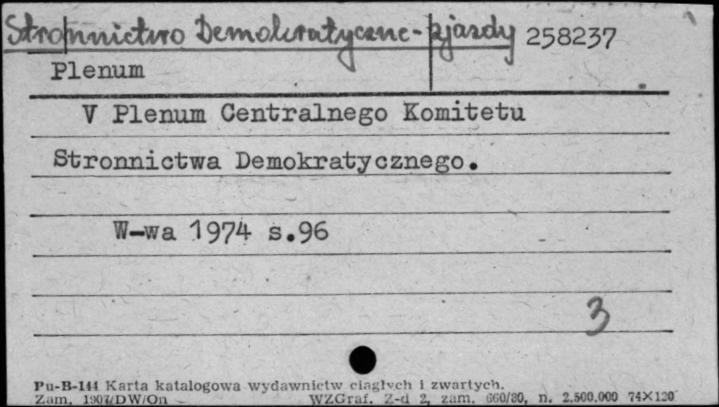 Stronnictwo Demokratyczne-zjazdy 258237
Plenum
V Plenum Centralnego Komitetu
Stronnictwa Demokratycznego.
W-wa 1974 s.96
3
Pu-B-144 Karta katalogowa wydawnictw ciągłych i zwartych.
Zam. 1907/DW/On WZGraf. Z-d 2, zam. 660/80, n. 2.500.000 74×120